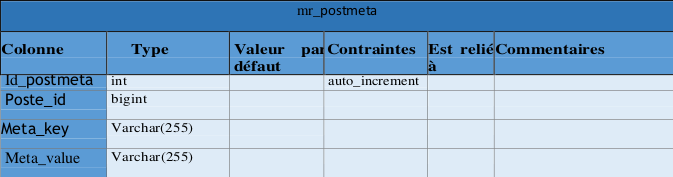 mr_postmeta
Colonne Type Valeur par Contraintes Est relié Commentaires
défaut à
Id_postmeta int auto_increment
Poste_id bigint
Meta_key Varchar(255)
Meta_value Varchar(255)